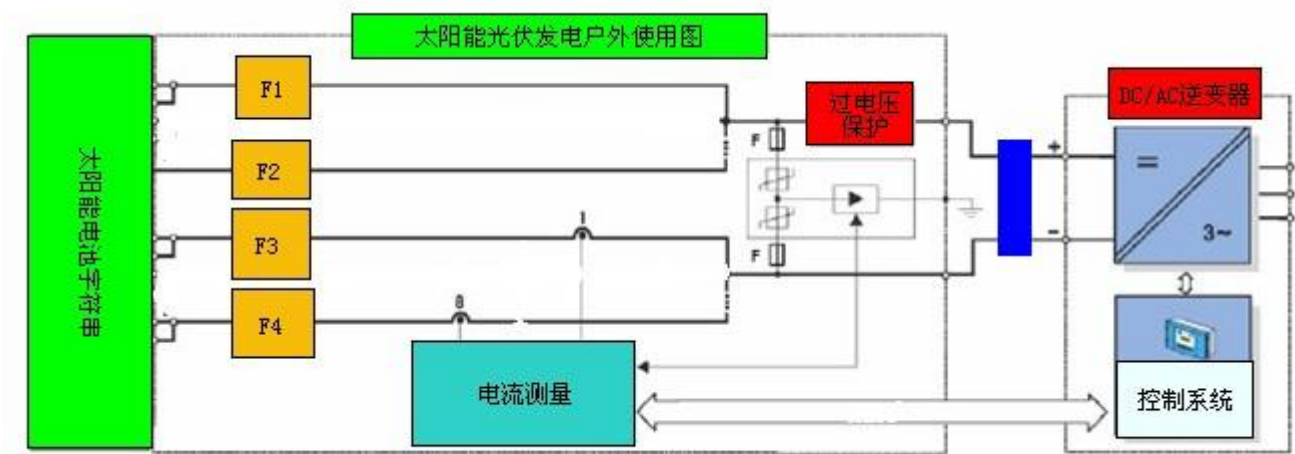 太阳能光伏发电户外使用图
太阳能电池字符串
F1
F2
F3
F4
1
8
F
F
过电压
保护
电流测量
+
-
DC/AC逆变器
=
3~
控制系统